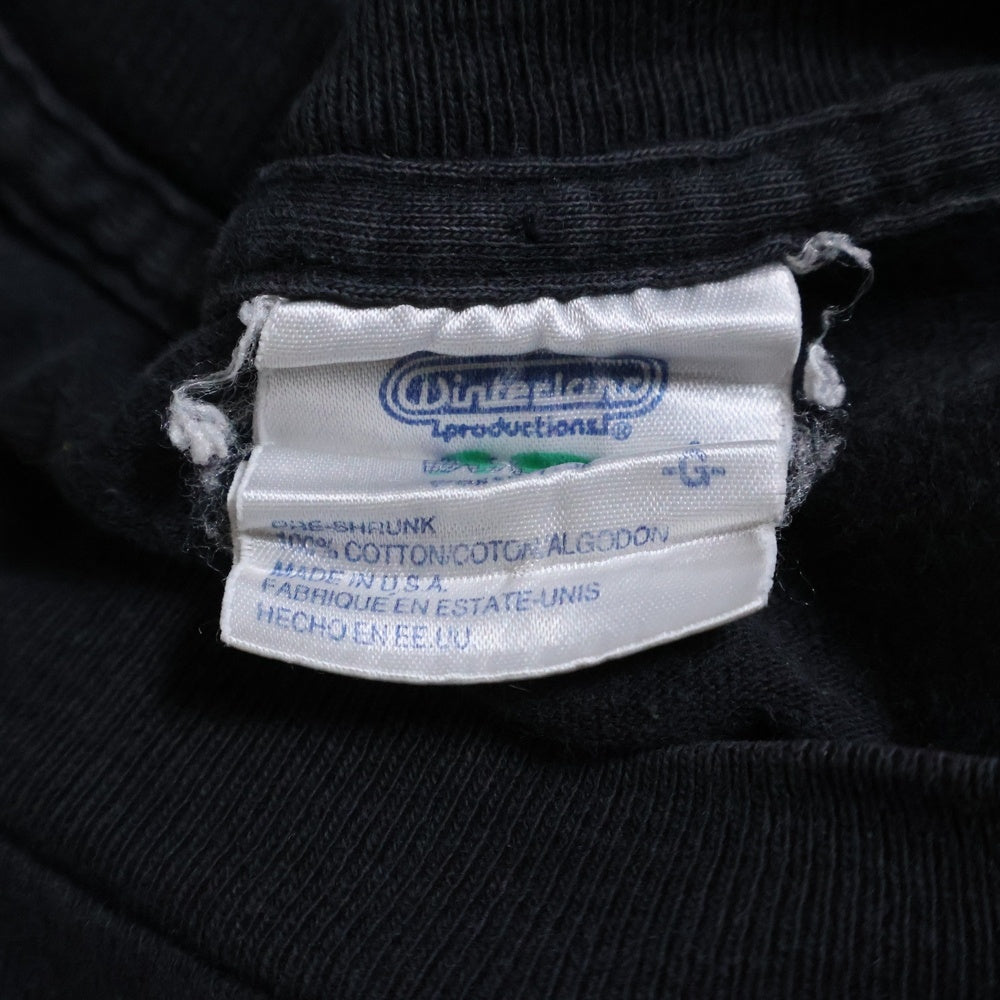 Winterland
productions®
-G-
PRE-SHRUNK
100% COTTON/COTON/ALGODON
MADE IN U.S.A.
FABRIQUE EN ESTATE-UNIS
HECHO EN EE.UU